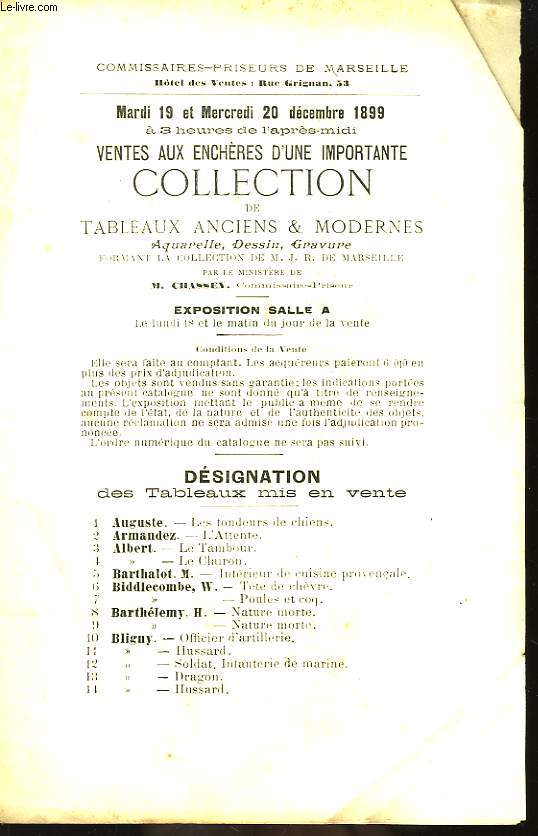 Le-livre.com
COMMISSAIRES-PRISEURS DE MARSEILLE
Hôtel des Ventes : Rue Grignan, 53
Mardi 19 et Mercredi 20 décembre 1899
à 3 heures de l'après-midi
VENTES AUX ENCHÈRES D'UNE IMPORTANTE
COLLECTION
DE
TABLEAUX ANCIENS & MODERNES
Aquarelle, Dessin, Gravure
FORMANT LA COLLECTION DE M. J. R. DE MARSEILLE
PAR LE MINISTÈRE DE
M. CHASSEY. Commissaire-Priseur
EXPOSITION SALLE A
Le lundi 18 et le matin du jour de la vente
Conditions de la Vente
Elle sera faite au comptant. Les acquéreurs paieront 6 0/0 en
plus des prix d'adjudication.
Les objets sont vendus sans garantie; les indications portées
au présent catalogue ne sont donné qu'à titre de renseigne-
ments. L'exposition mettant le public à même de se rendre
compte de l'état, de la nature et de l'authenticité des objets,
aucune réclamation ne sera admise une fois l'adjudication pro-
noncée.
L'ordre numérique du catalogue ne sera pas suivi.
DÉSIGNATION
des Tableaux mis en vente
1 Auguste. — Les tondeurs de chiens.
2 Armandez. — L'Attente.
3 Albert. — Le Tambour.
4 » — Le Clairon.
5 Barthalot. M. — Intérieur de cuisine provençale.
6 Biddlecombe, W. — Tête de chèvre.
7 » — Poules et coq.
8 Barthélemy, H. — Nature morte.
9 » — Nature morte.
10 Bligny. — Officier d'artillerie.
11 » — Hussard.
12 » — Soldat, Infanterie de marine.
13 » — Dragon.
14 » — Hussard.